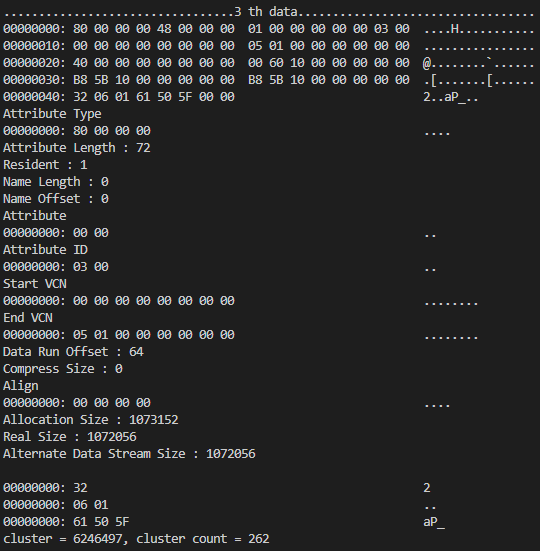 .................................3 th data..................................
00000000: 80 00 00 00 48 00 00 00  01 00 00 00 00 00 03 00  ....H...........
00000010: 00 00 00 00 00 00 00 00  05 01 00 00 00 00 00 00  ................
00000020: 40 00 00 00 00 00 00 00  00 60 10 00 00 00 00 00  @........`......
00000030: B8 5B 10 00 00 00 00 00  B8 5B 10 00 00 00 00 00  .[.......[......
00000040: 32 06 01 61 50 5F 00 00                           2..aP_..
Attribute Type
00000000: 80 00 00 00                                       ....
Attribute Length : 72
Resident : 1
Name Length : 0
Name Offset : 0
Attribute
00000000: 00 00                                             ..
Attribute ID
00000000: 03 00                                             ..
Start VCN
00000000: 00 00 00 00 00 00 00 00                           ........
End VCN
00000000: 05 01 00 00 00 00 00 00                           ........
Data Run Offset : 64
Compress Size : 0
Align
00000000: 00 00 00 00                                       ....
Allocation Size : 1073152
Real Size : 1072056
Alternate Data Stream Size : 1072056
00000000: 32                                                2
00000000: 06 01                                             ..
00000000: 61 50 5F                                          aP_
cluster = 6246497, cluster count = 262